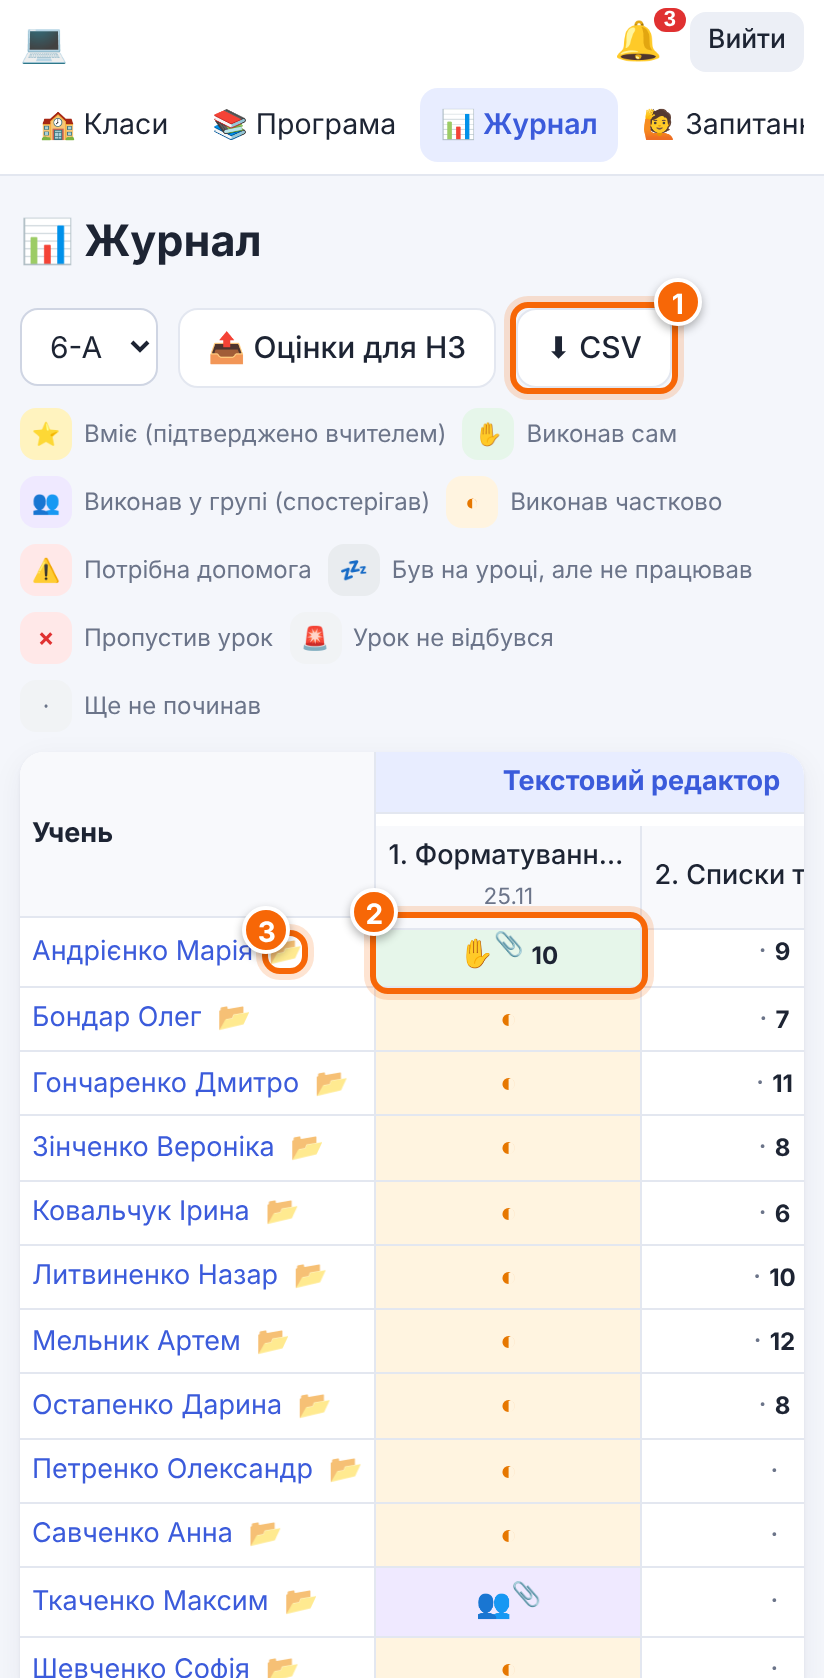 3
Вийти
Класи
Програма
Журнал
Запитанн
Журнал
6-А
Оцінки для НЗ
⬇ CSV
1
Вміє (підтверджено вчителем)
Виконав сам
Виконав у групі (спостерігав)
Виконав частково
Потрібна допомога
Був на уроці, але не працював
Пропустив урок
Урок не відбувся
· Ще не починав
Учень
Текстовий редактор
1. Форматуванн...
25.11
2. Списки т
3
2
Андрієнко Марія
10
· 9
Бондар Олег
· 7
Гончаренко Дмитро
· 11
Зінченко Вероніка
· 8
Ковальчук Ірина
· 6
Литвиненко Назар
· 10
Мельник Артем
· 12
Остапенко Дарина
· 8
Петренко Олександр
·
Савченко Анна
·
Ткаченко Максим
·
Шевченко Софія
·